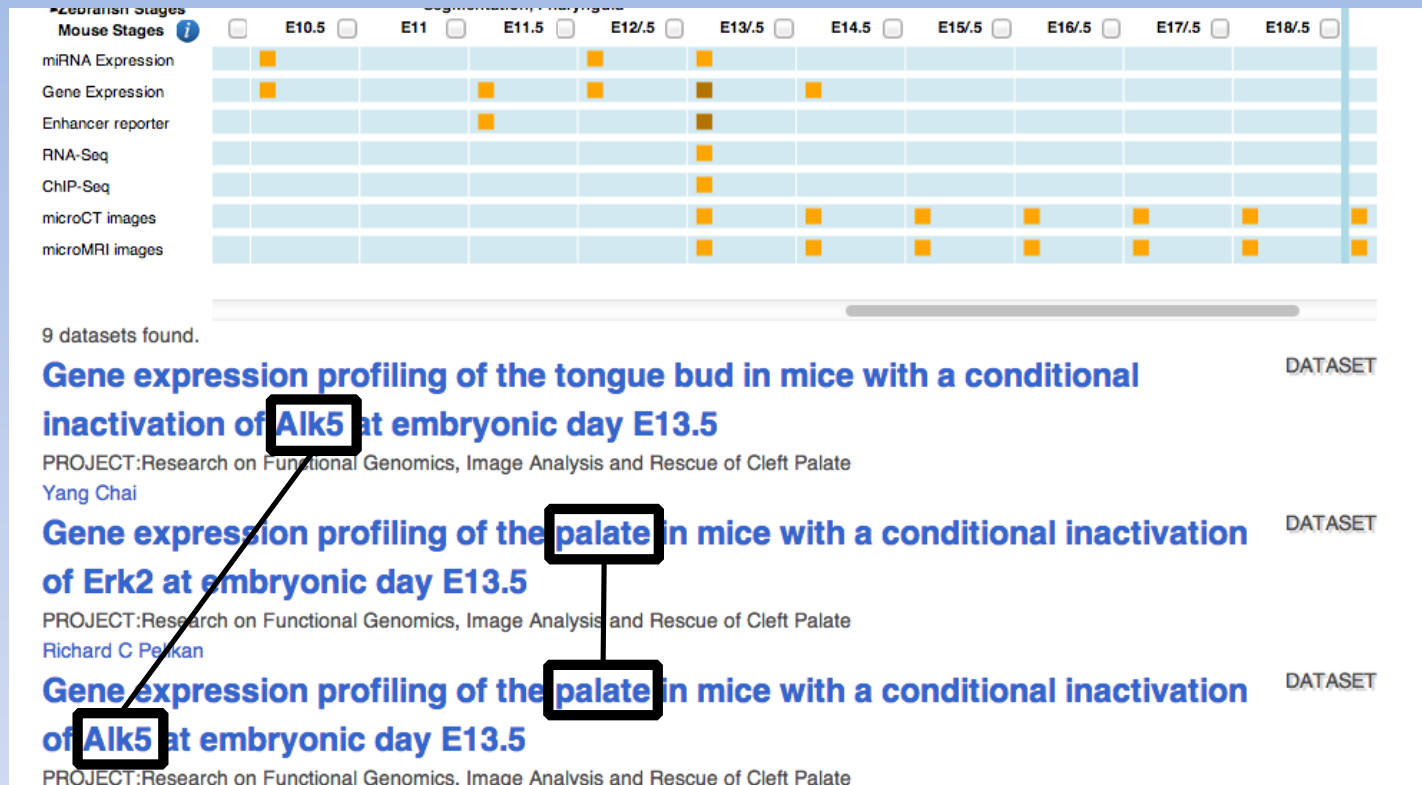 ▸Zebrafish Stages Segmentation, Pharyngula
Mouse Stages i E10.5 E11 E11.5 E12/.5 E13/.5 E14.5 E15/.5 E16/.5 E17/.5 E18/.5
miRNA Expression
Gene Expression
Enhancer reporter
RNA-Seq
ChIP-Seq
microCT images
microMRI images
9 datasets found.
Gene expression profiling of the tongue bud in mice with a conditional DATASET
inactivation of Alk5 at embryonic day E13.5
PROJECT:Research on Functional Genomics, Image Analysis and Rescue of Cleft Palate
Yang Chai
Gene expression profiling of the palate in mice with a conditional inactivation DATASET
of Erk2 at embryonic day E13.5
PROJECT:Research on Functional Genomics, Image Analysis and Rescue of Cleft Palate
Richard C Pelikan
Gene expression profiling of the palate in mice with a conditional inactivation DATASET
of Alk5 at embryonic day E13.5
PROJECT:Research on Functional Genomics, Image Analysis and Rescue of Cleft Palate